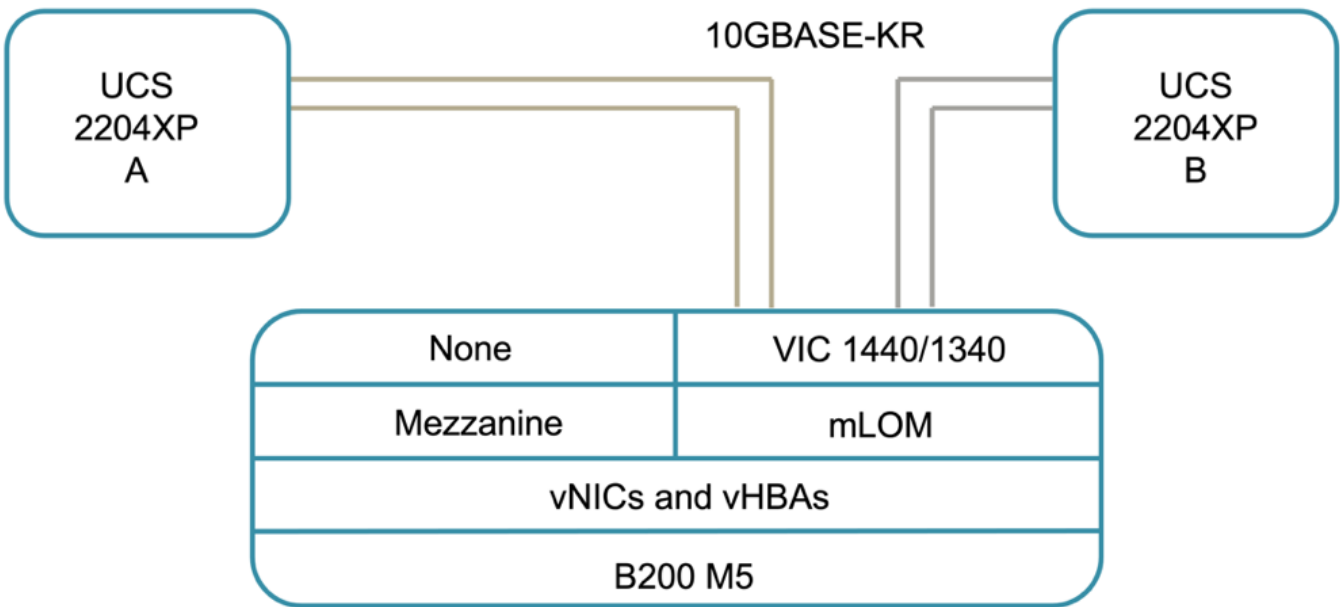 10GBASE-KR
UCS
2204XP
A
UCS
2204XP
B
None
VIC 1440/1340
Mezzanine
mLOM
vNICs and vHBAs
B200 M5